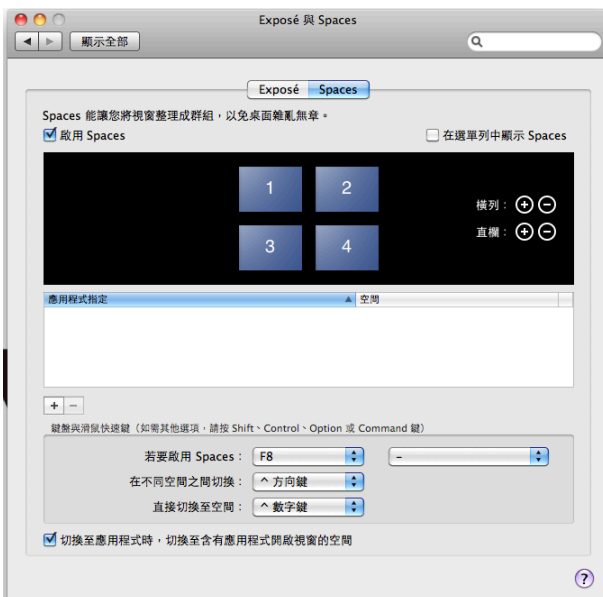 Exposé 與 Spaces
顯示全部
Exposé Spaces
Spaces 能讓您將視窗整理成群組，以免桌面雜亂無章。
啟用 Spaces 在選單列中顯示 Spaces
1 2
橫列：
直欄：
3 4
應用程式指定 空間
鍵盤與滑鼠快速鍵（如需其他選項，請按 Shift、Control、Option 或 Command 鍵）
若要啟用 Spaces： F8 –
在不同空間之間切換： ^ 方向鍵
直接切換至空間： ^ 數字鍵
切換至應用程式時，切換至含有應用程式開啟視窗的空間
?